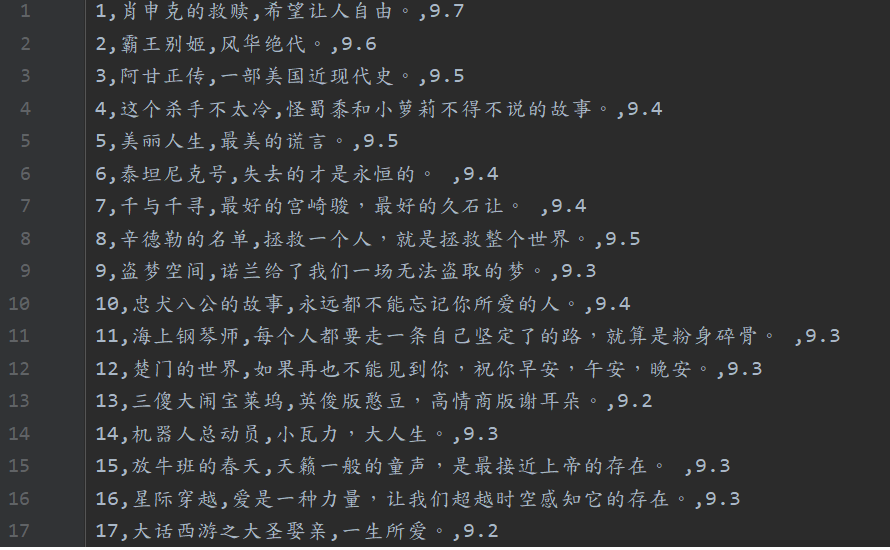 1 1,肖申克的救赎,希望让人自由。,9.7
2 2,霸王别姬,风华绝代。,9.6
3 3,阿甘正传,一部美国近现代史。,9.5
4 4,这个杀手不太冷,怪蜀黍和小萝莉不得不说的故事。,9.4
5 5,美丽人生,最美的谎言。,9.5
6 6,泰坦尼克号,失去的才是永恒的。 ,9.4
7 7,千与千寻,最好的宫崎骏，最好的久石让。 ,9.4
8 8,辛德勒的名单,拯救一个人，就是拯救整个世界。,9.5
9 9,盗梦空间,诺兰给了我们一场无法盗取的梦。,9.3
10 10,忠犬八公的故事,永远都不能忘记你所爱的人。,9.4
11 11,海上钢琴师,每个人都要走一条自己坚定了的路，就算是粉身碎骨。 ,9.3
12 12,楚门的世界,如果再也不能见到你，祝你早安，午安，晚安。,9.3
13 13,三傻大闹宝莱坞,英俊版憨豆，高情商版谢耳朵。,9.2
14 14,机器人总动员,小瓦力，大人生。,9.3
15 15,放牛班的春天,天籁一般的童声，是最接近上帝的存在。 ,9.3
16 16,星际穿越,爱是一种力量，让我们超越时空感知它的存在。,9.3
17 17,大话西游之大圣娶亲,一生所爱。,9.2